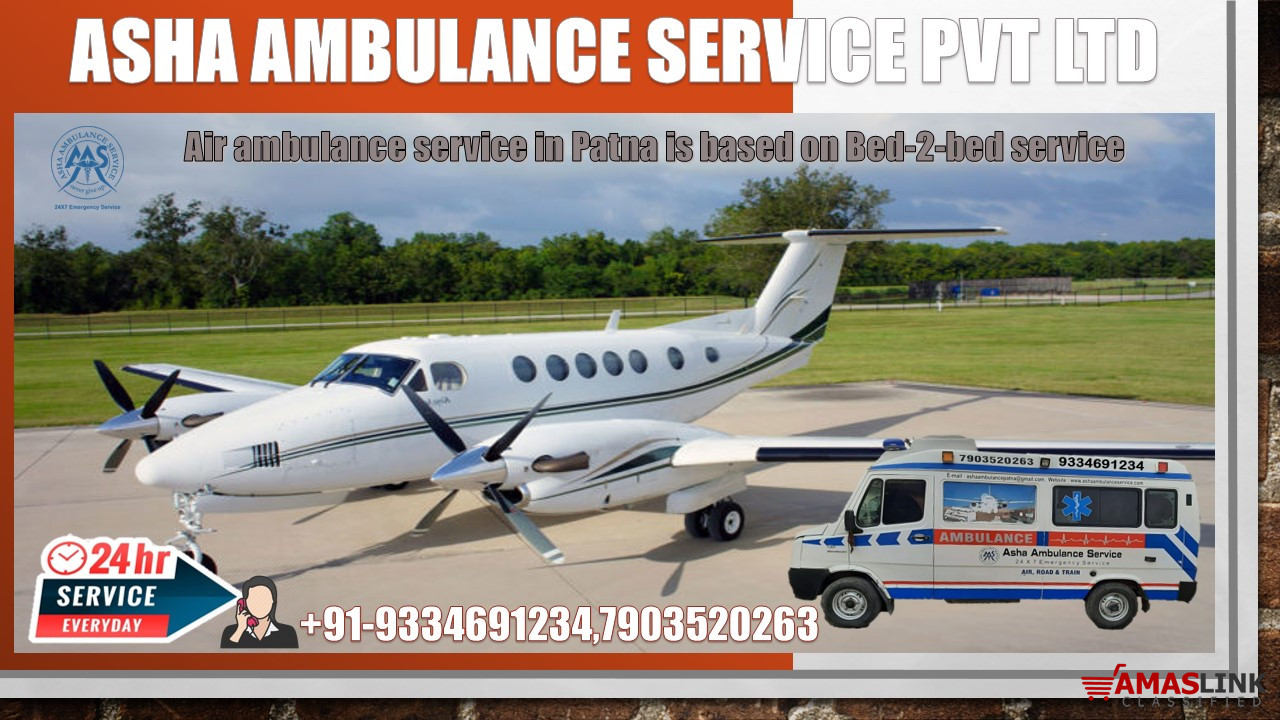 ASHA AMBULANCE SERVICE PVT LTD
Air ambulance service in Patna is based on Bed-2-bed service
ASHA AMBULANCE SERVICE
AAS
never give up
24X7 Emergency Service
7903520263 9334691234
E-mail : ashaambulancepatna@gmail.com, Website : www.ashaambulanceservice.com
AMBULANCE
Asha Ambulance Service
24 X 7 Emergency Service
AIR, ROAD & TRAIN
24hr
SERVICE
EVERYDAY
+91-9334691234,7903520263
AMASLINK
CLASSIFIED